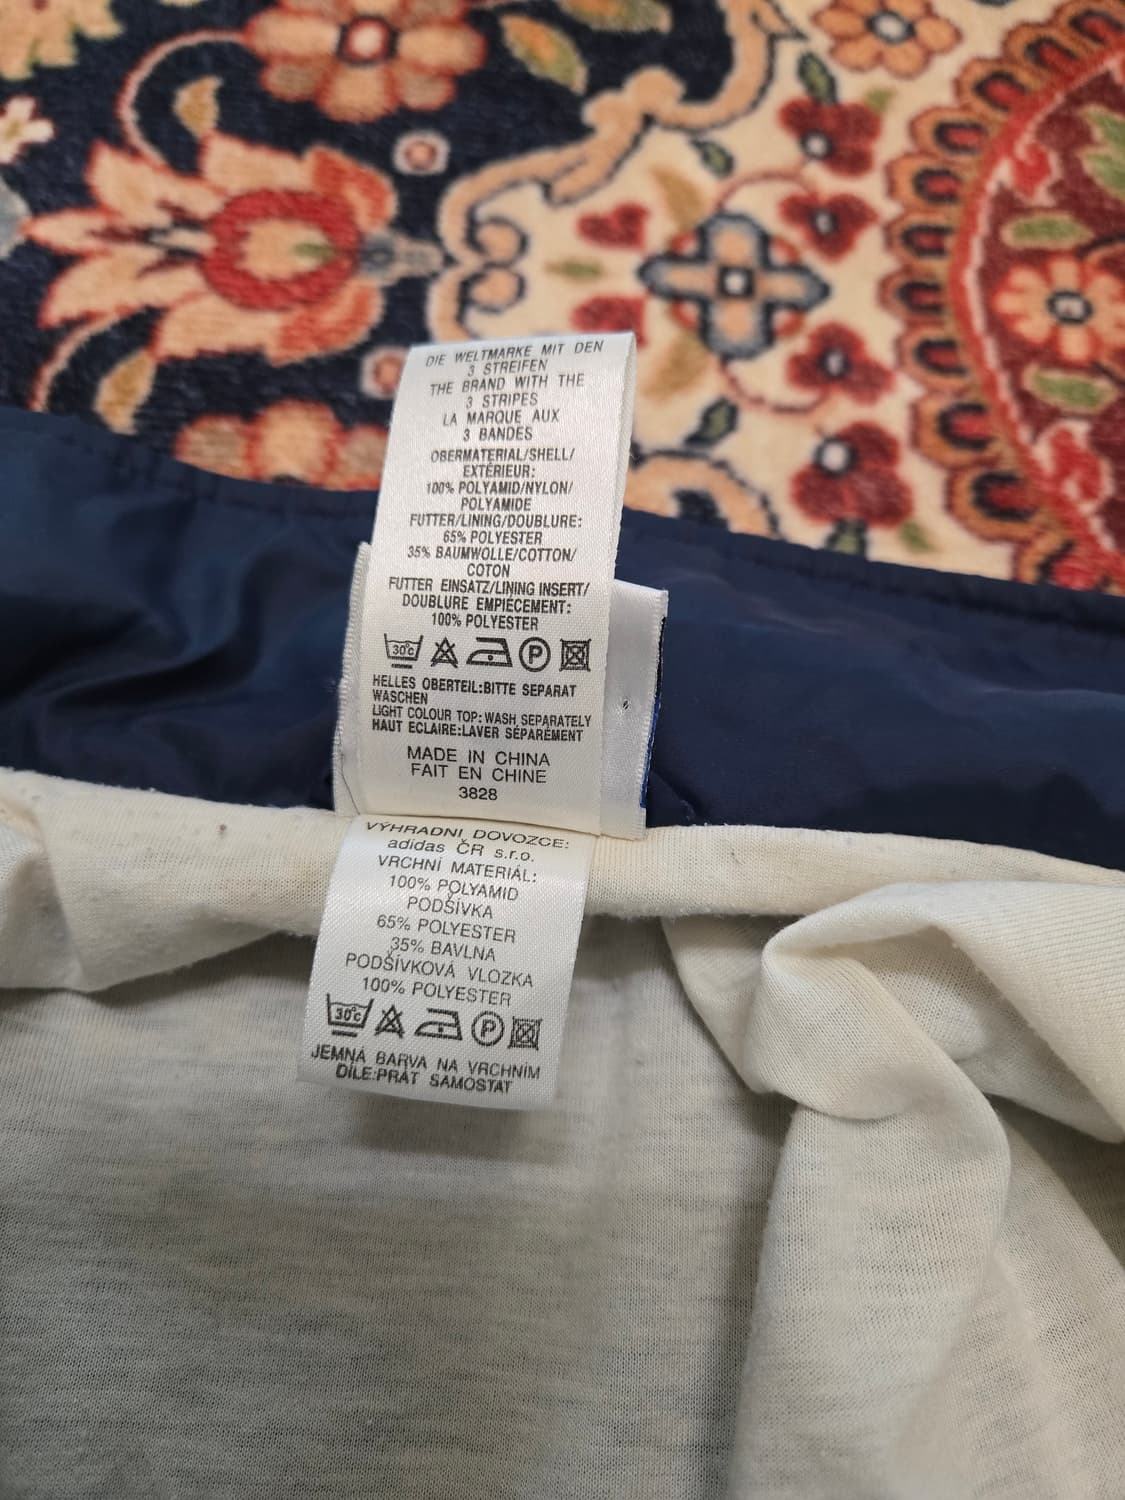 DIE WELTMARKE MIT DEN
3 STREIFEN
THE BRAND WITH THE
3 STRIPES
LA MARQUE AUX
3 BANDES
OBERMATERIAL/SHELL/
EXTÉRIEUR:
100% POLYAMID/NYLON/
POLYAMIDE
FUTTER/LINING/DOUBLURE:
65% POLYESTER
35% BAUMWOLLE/COTTON/
COTON
FUTTER EINSATZ/LINING INSERT/
DOUBLURE EMPIÈCEMENT:
100% POLYESTER
30°c P
HELLES OBERTEIL:BITTE SEPARAT
WASCHEN
LIGHT COLOUR TOP: WASH SEPARATELY
HAUT ECLAIRE:LAVER SÉPARÉMENT
MADE IN CHINA
FAIT EN CHINE
3828
VÝHRADNÍ DOVOZCE:
adidas ČR s.r.o.
VRCHNÍ MATERIÁL:
100% POLYAMID
PODŠÍVKA
65% POLYESTER
35% BAVLNA
PODŠÍVKOVÁ VLOZKA
100% POLYESTER
30°c P
JEMNÁ BARVA NA VRCHNÍM
DÍLE:PRÁT SAMOSTAT